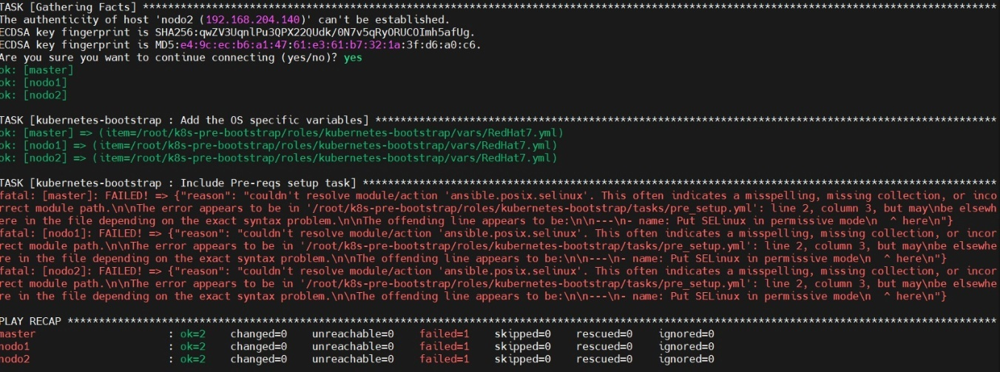 TASK [Gathering Facts] ****************************************************************************************************************************************
The authenticity of host 'nodo2 (192.168.204.140)' can't be established.
ECDSA key fingerprint is SHA256:qwZV3UqnlPu3QPX22QUdk/0N7v5qRyORUCOImh5afUg.
ECDSA key fingerprint is MD5:e4:9c:ec:b6:a1:47:61:e3:61:b7:32:1a:3f:d6:a0:c6.
Are you sure you want to continue connecting (yes/no)? yes
ok: [master]
ok: [nodo1]
ok: [nodo2]
TASK [kubernetes-bootstrap : Add the OS specific variables] ***************************************************************************************************
ok: [master] => (item=/root/k8s-pre-bootstrap/roles/kubernetes-bootstrap/vars/RedHat7.yml)
ok: [nodo1] => (item=/root/k8s-pre-bootstrap/roles/kubernetes-bootstrap/vars/RedHat7.yml)
ok: [nodo2] => (item=/root/k8s-pre-bootstrap/roles/kubernetes-bootstrap/vars/RedHat7.yml)
TASK [kubernetes-bootstrap : Include Pre-reqs setup task] *****************************************************************************************************
fatal: [master]: FAILED! => {"reason": "couldn't resolve module/action 'ansible.posix.selinux'. This often indicates a misspelling, missing collection, or inco
rrect module path.\n\nThe error appears to be in '/root/k8s-pre-bootstrap/roles/kubernetes-bootstrap/tasks/pre_setup.yml': line 2, column 3, but may\nbe elsewh
ere in the file depending on the exact syntax problem.\n\nThe offending line appears to be:\n\n---\n- name: Put SELinux in permissive mode\n  ^ here\n"}
fatal: [nodo1]: FAILED! => {"reason": "couldn't resolve module/action 'ansible.posix.selinux'. This often indicates a misspelling, missing collection, or incor
rect module path.\n\nThe error appears to be in '/root/k8s-pre-bootstrap/roles/kubernetes-bootstrap/tasks/pre_setup.yml': line 2, column 3, but may\nbe elsewhe
re in the file depending on the exact syntax problem.\n\nThe offending line appears to be:\n\n---\n- name: Put SELinux in permissive mode\n  ^ here\n"}
fatal: [nodo2]: FAILED! => {"reason": "couldn't resolve module/action 'ansible.posix.selinux'. This often indicates a misspelling, missing collection, or incor
rect module path.\n\nThe error appears to be in '/root/k8s-pre-bootstrap/roles/kubernetes-bootstrap/tasks/pre_setup.yml': line 2, column 3, but may\nbe elsewhe
re in the file depending on the exact syntax problem.\n\nThe offending line appears to be:\n\n---\n- name: Put SELinux in permissive mode\n  ^ here\n"}
PLAY RECAP ****************************************************************************************************************************************************
master                     : ok=2    changed=0    unreachable=0    failed=1    skipped=0    rescued=0    ignored=0
nodo1                      : ok=2    changed=0    unreachable=0    failed=1    skipped=0    rescued=0    ignored=0
nodo2                      : ok=2    changed=0    unreachable=0    failed=1    skipped=0    rescued=0    ignored=0